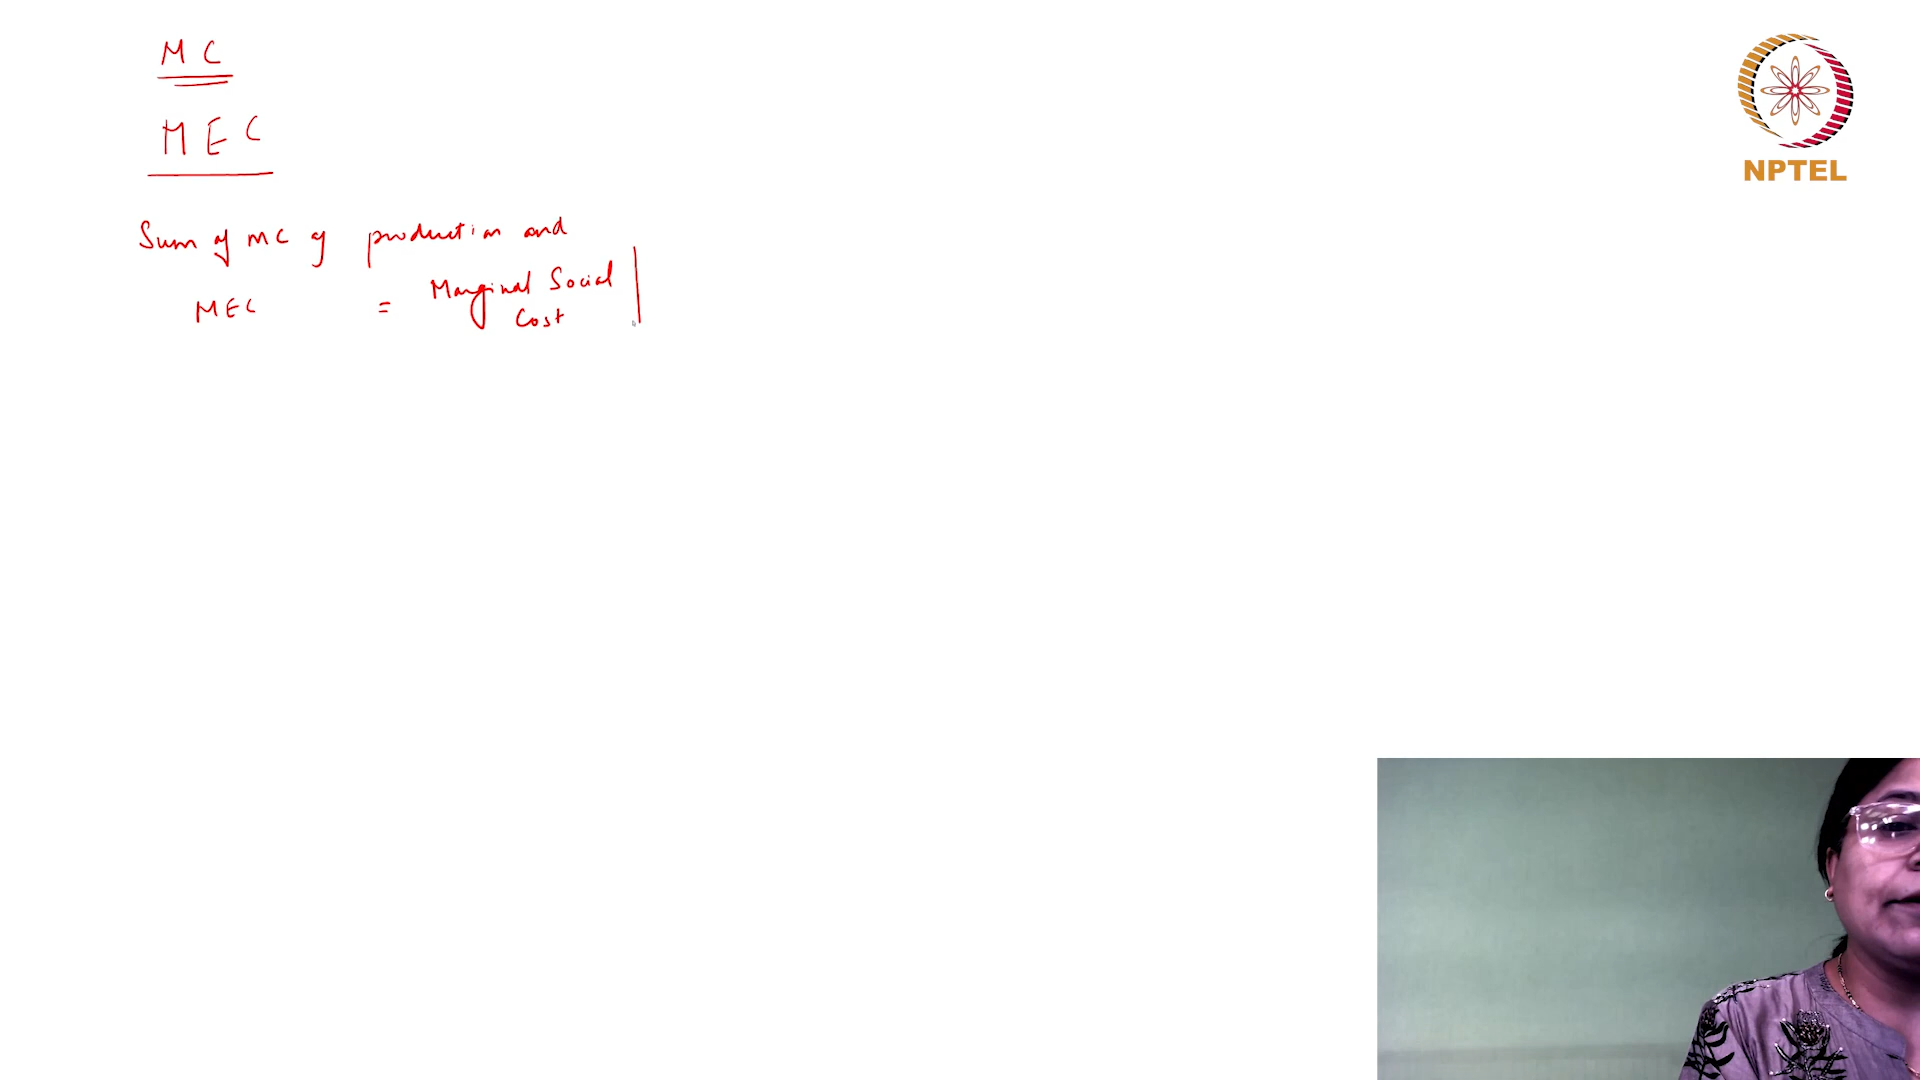 MC
MEC
Sum of MC of production and
MEC = Marginal Social
Cost
NPTEL